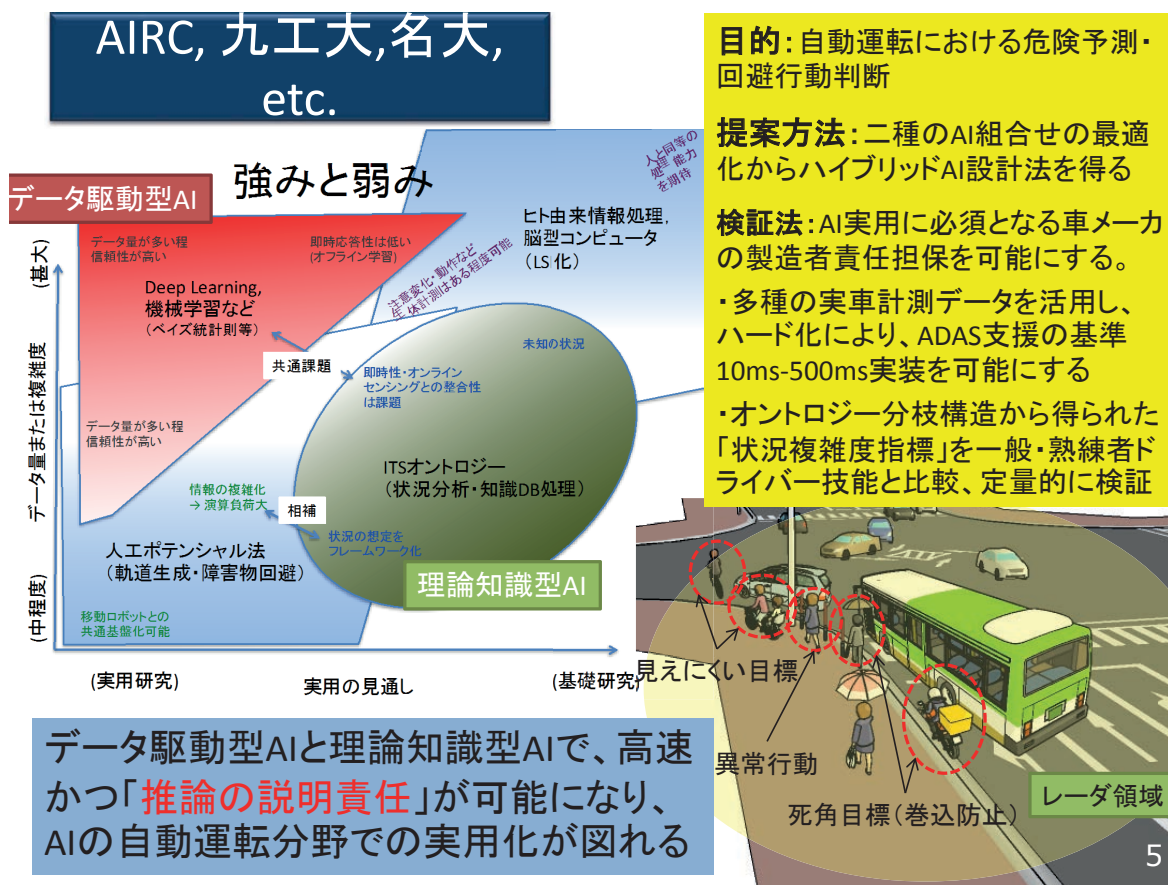 AIRC, 九工大,名大,
etc.
目的：自動運転における危険予測・
回避行動判断
提案方法：二種のAI組合せの最適
化からハイブリッドAI設計法を得る
検証法：AI実用に必須となる車メーカ
の製造者責任担保を可能にする。
・多種の実車計測データを活用し、
ハード化により、ADAS支援の基準
10ms-500ms実装を可能にする
・オントロジー分枝構造から得られた
「状況複雑度指標」を一般・熟練者ド
ライバー技能と比較、定量的に検証
強みと弱み
データ駆動型AI
人と同等の
処理能力
を期待
データ量が多い程
信頼性が高い
即時応答性は低い
(オフライン学習)
ヒト由来情報処理,
脳型コンピュータ
（LSI化）
Deep Learning,
機械学習など
（ベイズ統計則等）
注意変化・動作など
生体計測はある程度可能
共通課題
未知の状況
即時性・オンライン
センシングとの整合性
は課題
データ量が多い程
信頼性が高い
ITSオントロジー
（状況分析・知識DB処理）
情報の複雑化
→ 演算負荷大
相補
状況の想定を
フレームワーク化
人工ポテンシャル法
（軌道生成・障害物回避）
理論知識型AI
移動ロボットとの
共通基盤化可能
(甚大)
データ量または複雑度
(中程度)
(実用研究)
実用の見通し
(基礎研究)
見えにくい目標
異常行動
死角目標（巻込防止）
レーダ領域
データ駆動型AIと理論知識型AIで、高速
かつ「推論の説明責任」が可能になり、
AIの自動運転分野での実用化が図れる
5